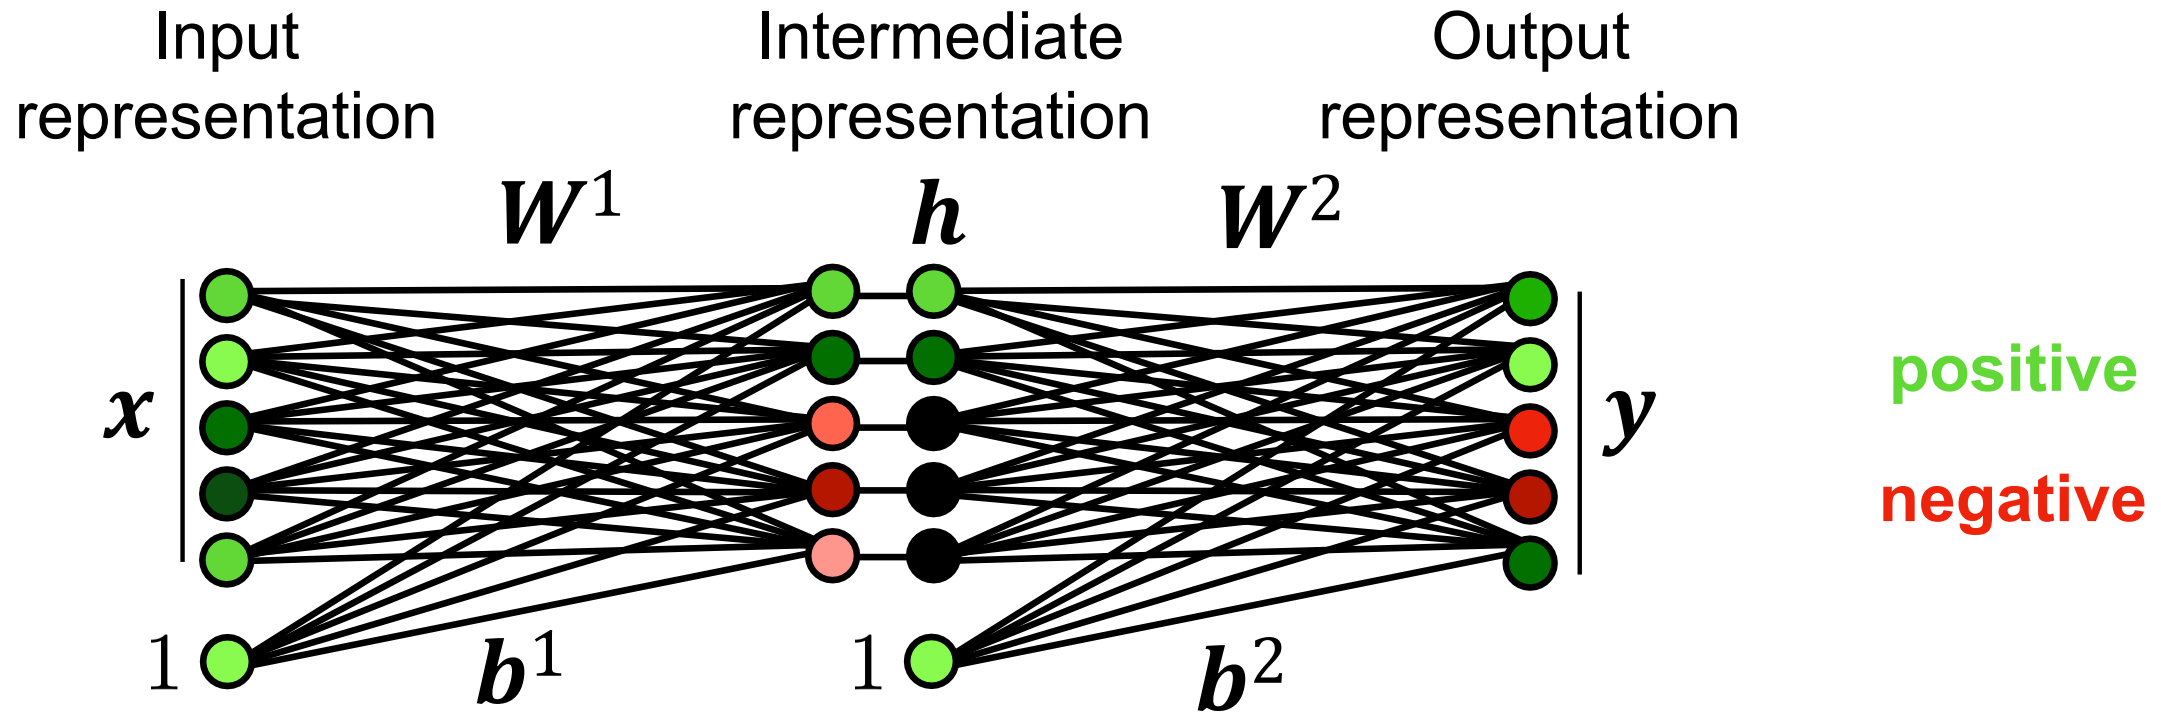 Input
representation
Intermediate
representation
Output
representation
W¹
h
W²
x
y
positive
negative
1
b¹
1
b²